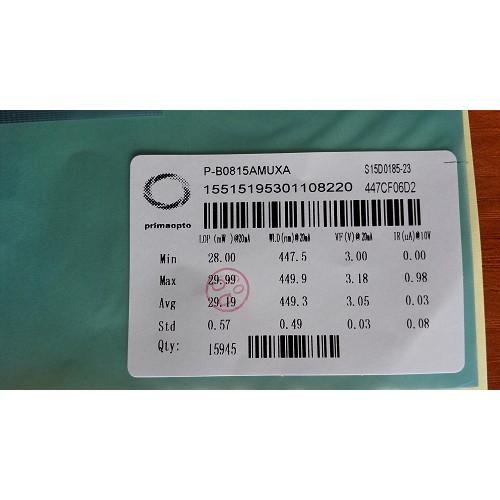 P-B0815AMUXA S15D0185-23
15515195301108220 447CF06D2
primaopto
LOP (mW )@20mA WLD(nm)@20mA VF(V)@20mA IR(uA)@10V
Min 28.00 447.5 3.00 0.00
Max 29.99 449.9 3.18 0.98
Avg 29.19 449.3 3.05 0.03
Std 0.57 0.49 0.03 0.08
Qty: 15945